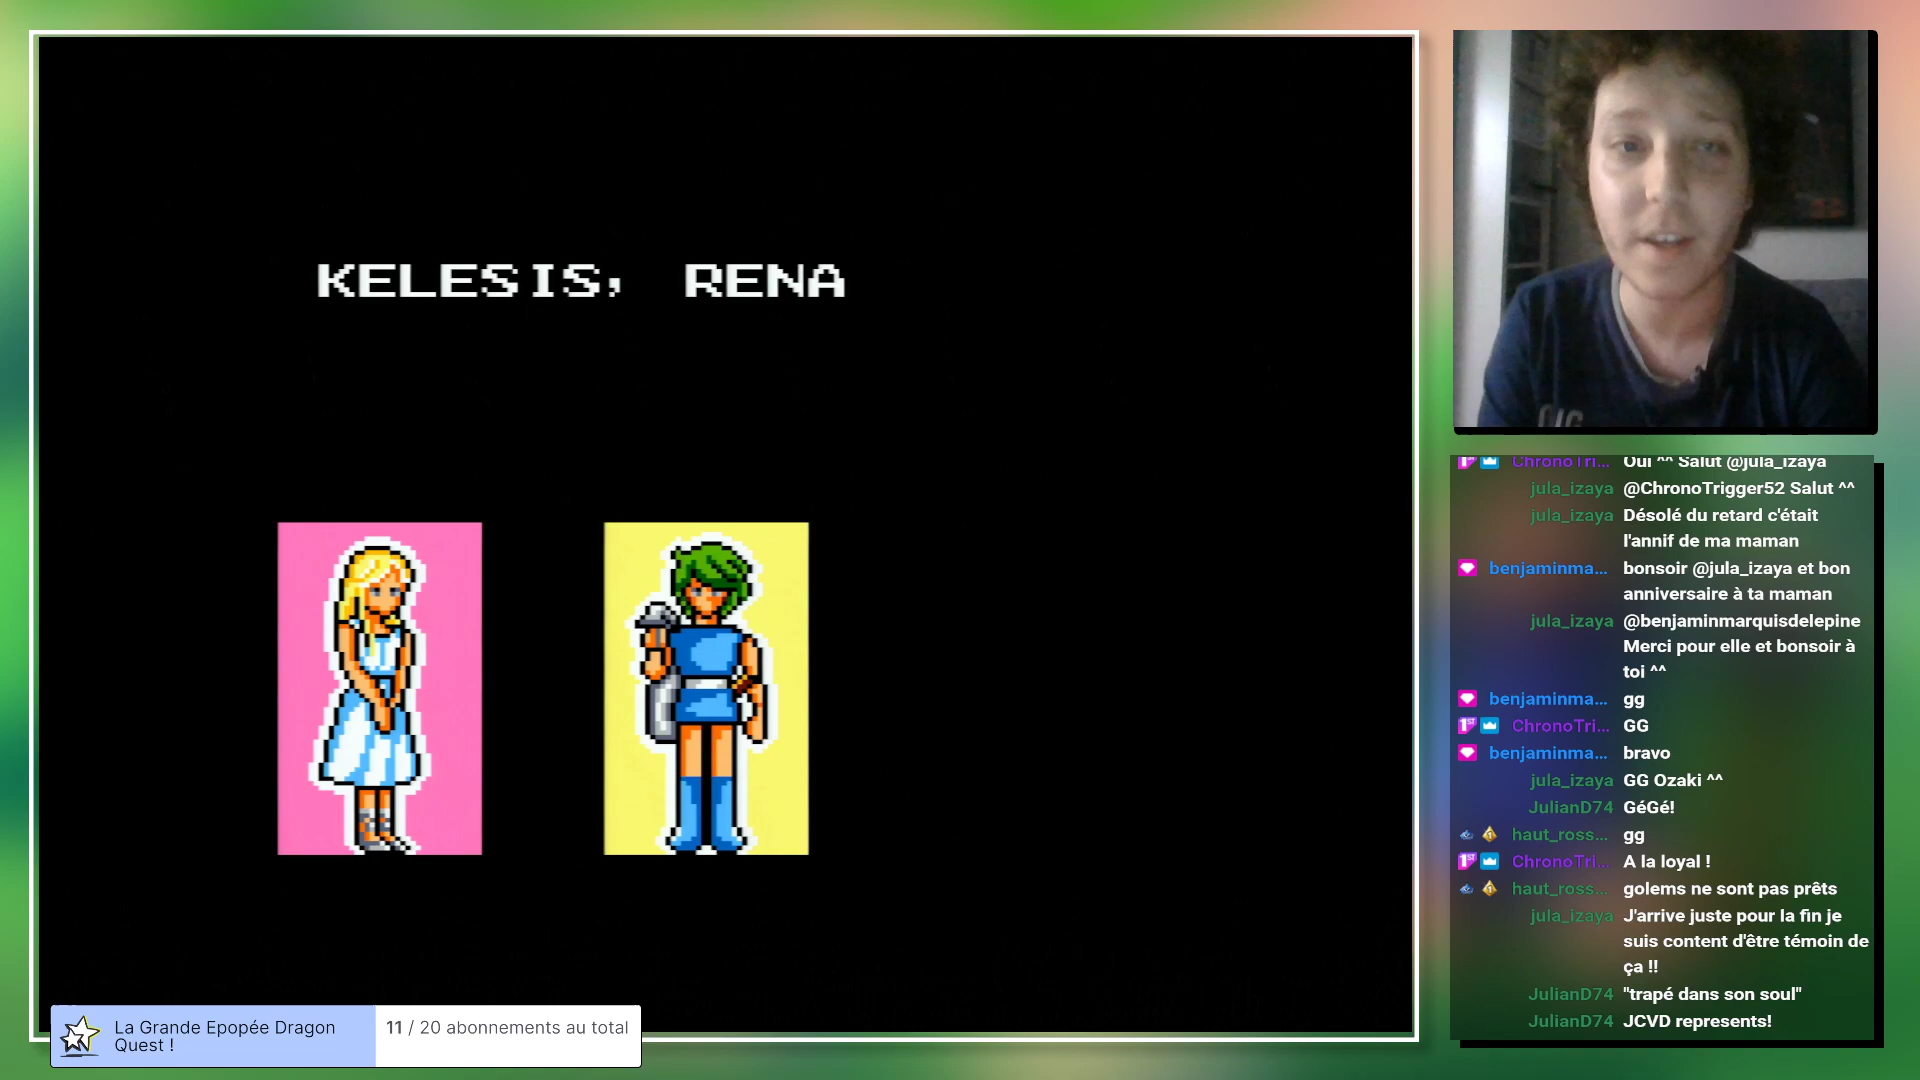 KELESIS, RENA
ChronoTri... Oui ^^ Salut @jula_izaya
jula_izaya @ChronoTrigger52 Salut ^^
jula_izaya Désolé du retard c'était
l'annif de ma maman
benjaminma... bonsoir @jula_izaya et bon
anniversaire à ta maman
jula_izaya @benjaminmarquisdelepine
Merci pour elle et bonsoir à
toi ^^
benjaminma... gg
ChronoTri... GG
benjaminma... bravo
jula_izaya GG Ozaki ^^
JulianD74 GéGé!
haut_ross... gg
ChronoTri... A la loyal !
haut_ross... golems ne sont pas prêts
jula_izaya J'arrive juste pour la fin je
suis content d'être témoin de
ça !!
JulianD74 "trapé dans son soul"
JulianD74 JCVD represents!
La Grande Epopée Dragon
Quest !
11 / 20 abonnements au total